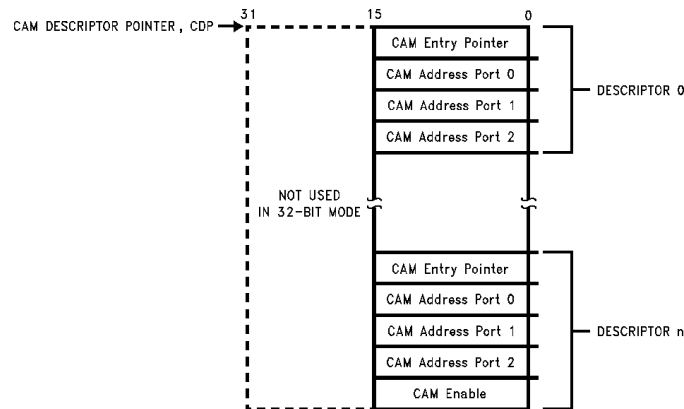 31 15 0
CAM DESCRIPTOR POINTER, CDP
CAM Entry Pointer
CAM Address Port 0
CAM Address Port 1
CAM Address Port 2
DESCRIPTOR 0
NOT USED
IN 32-BIT MODE
CAM Entry Pointer
CAM Address Port 0
CAM Address Port 1
CAM Address Port 2
CAM Enable
DESCRIPTOR n